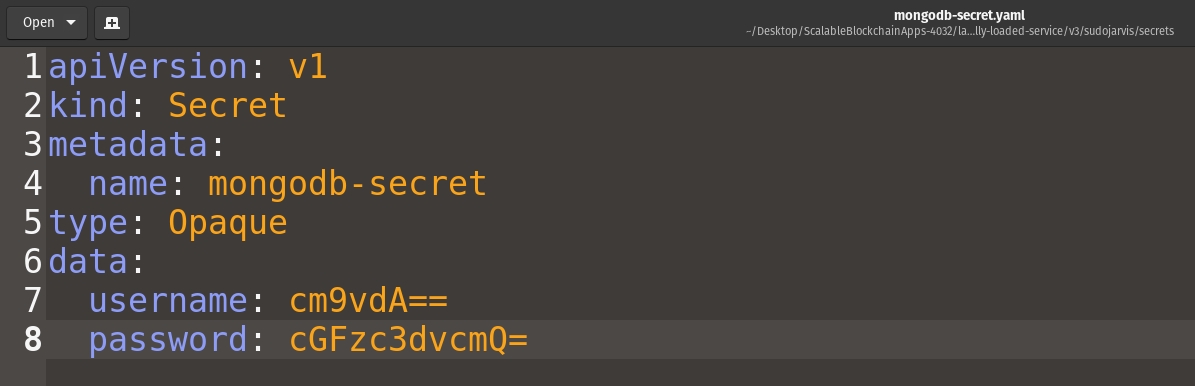 Open
mongodb-secret.yaml
~/Desktop/ScalableBlockchainApps-4032/la...lly-loaded-service/v3/sudojarvis/secrets
1 apiVersion: v1
2 kind: Secret
3 metadata:
4   name: mongodb-secret
5 type: Opaque
6 data:
7   username: cm9vdA==
8   password: cGFzc3dvcmQ=